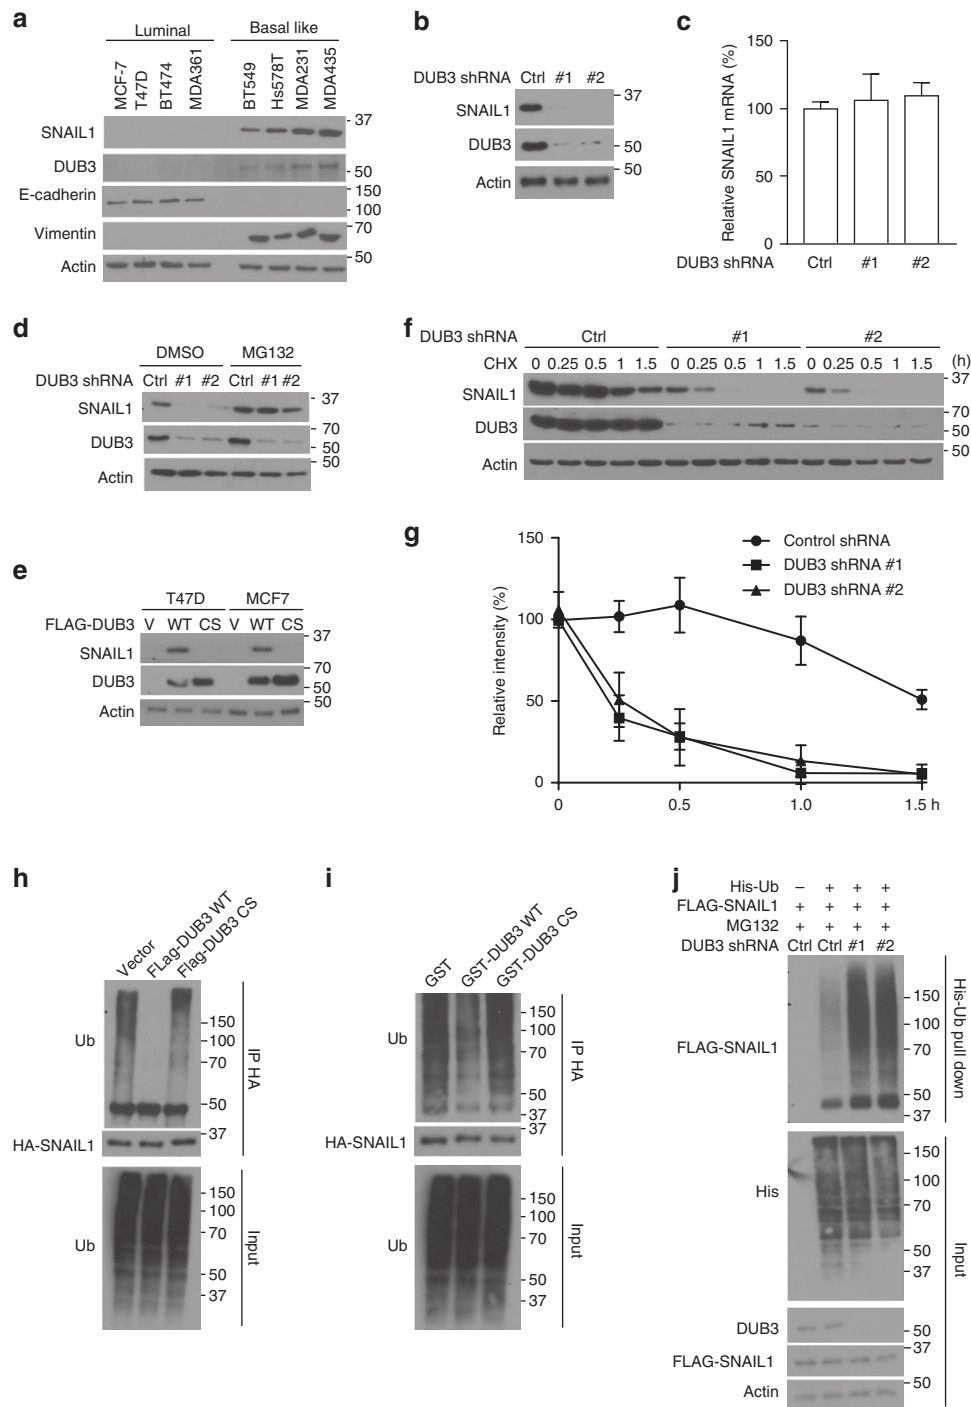 a
Luminal Basal like
MCF-7 T47D BT474 MDA361 BT549 Hs578T MDA231 MDA435
SNAIL1 37
DUB3 50
E-cadherin 150
100
Vimentin 70
Actin 50
b
DUB3 shRNA Ctrl #1 #2
SNAIL1 37
DUB3 50
Actin 50
c
Relative SNAIL1 mRNA (%)
150
100
50
0
DUB3 shRNA Ctrl #1 #2
d
DMSO MG132
DUB3 shRNA Ctrl #1 #2 Ctrl #1 #2
SNAIL1 37
DUB3 70
50
Actin 50
e
T47D MCF7
FLAG-DUB3 V WT CS V WT CS
SNAIL1 37
DUB3 70
50
Actin 50
f
DUB3 shRNA Ctrl #1 #2
CHX 0 0.25 0.5 1 1.5 0 0.25 0.5 1 1.5 0 0.25 0.5 1 1.5 (h)
SNAIL1 37
DUB3 70
50
Actin 50
g
Relative intensity (%)
150
100
50
0
Control shRNA
DUB3 shRNA #1
DUB3 shRNA #2
0 0.5 1.0 1.5 h
h
Vector FLag-DUB3 WT Flag-DUB3 CS
Ub
150
100
70
50
HA-SNAIL1 37
IP HA
Ub
150
100
70
50
37
Input
i
GST GST-DUB3 WT GST-DUB3 CS
Ub
150
100
70
50
37
HA-SNAIL1 37
IP HA
Ub
150
100
70
50
37
Input
j
His-Ub – + + +
FLAG-SNAIL1 + + + +
MG132 + + + +
DUB3 shRNA Ctrl Ctrl #1 #2
FLAG-SNAIL1
150
100
70
50
37
His-Ub pull down
His
150
100
70
50
37
DUB3 50
FLAG-SNAIL1 37
Actin 50
Input